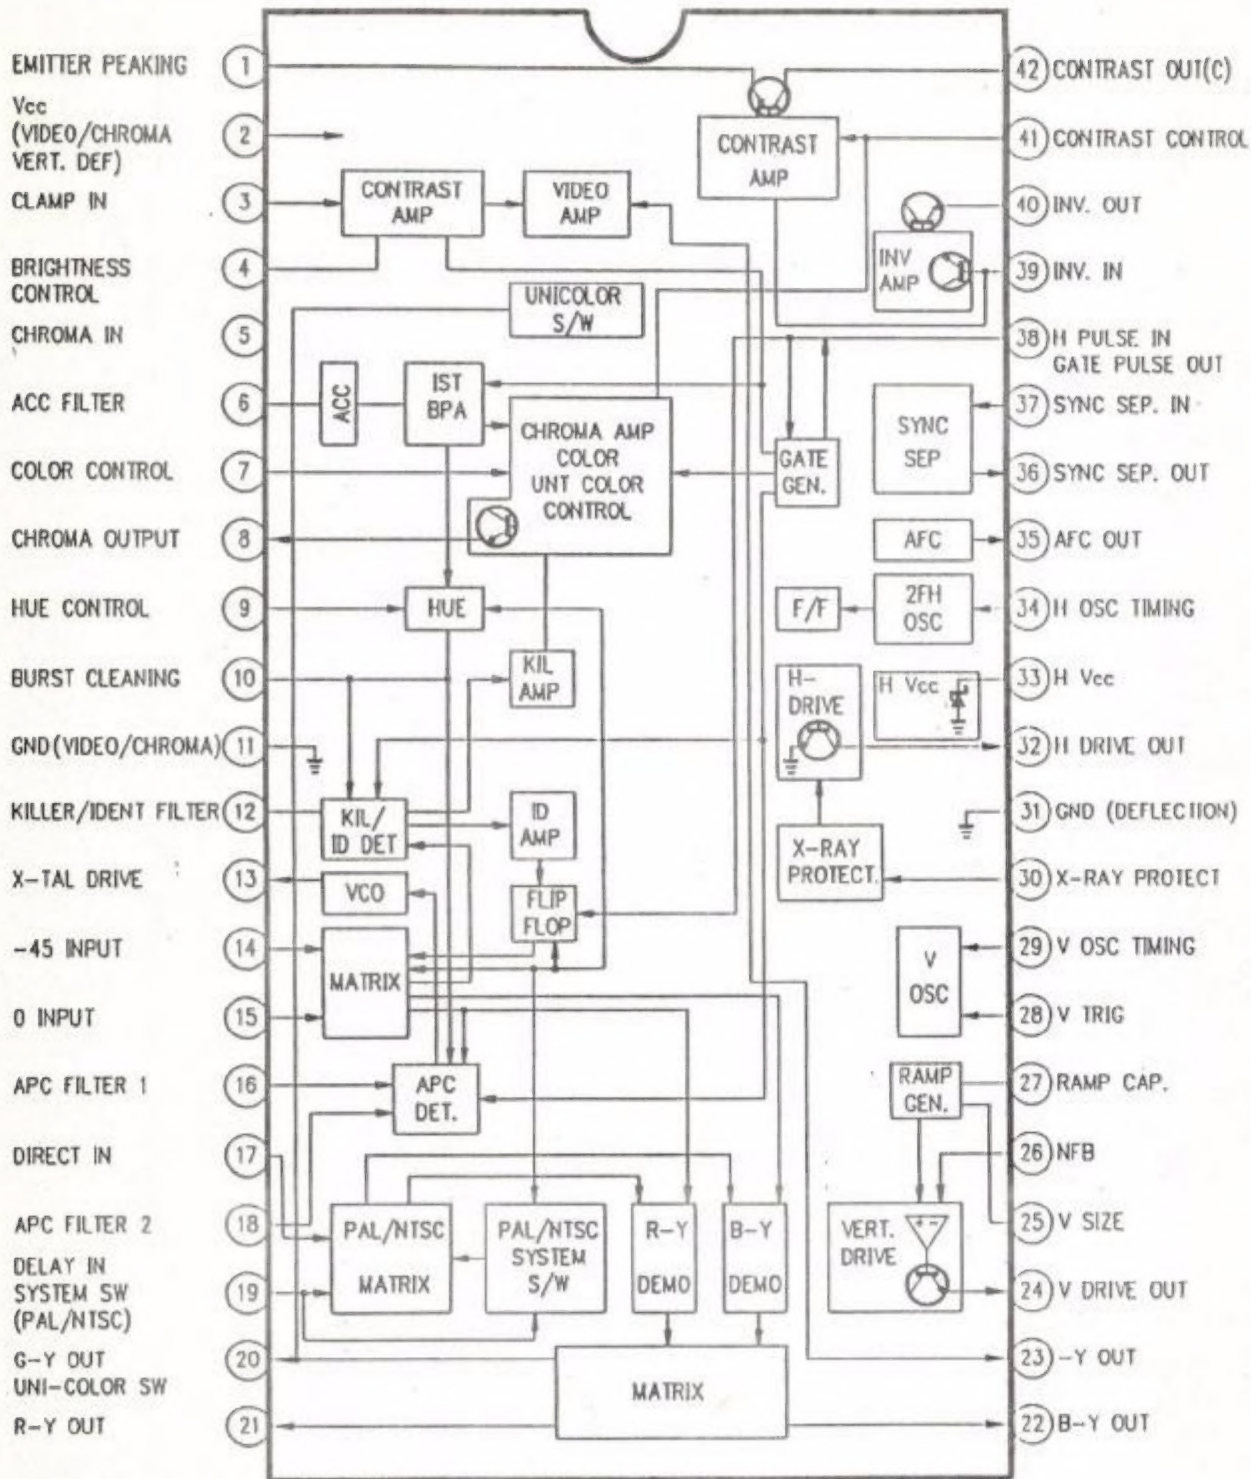 EMITTER PEAKING 1
Vcc
(VIDEO/CHROMA 2
VERT. DEF)
CLAMP IN 3
BRIGHTNESS 4
CONTROL
CHROMA IN 5
ACC FILTER 6
COLOR CONTROL 7
CHROMA OUTPUT 8
HUE CONTROL 9
BURST CLEANING 10
GND(VIDEO/CHROMA) 11
KILLER/IDENT FILTER 12
X-TAL DRIVE 13
-45 INPUT 14
0 INPUT 15
APC FILTER 1 16
DIRECT IN 17
APC FILTER 2 18
DELAY IN
SYSTEM SW 19
(PAL/NTSC)
G-Y OUT 20
UNI-COLOR SW
R-Y OUT 21
CONTRAST
AMP
CONTRAST
AMP
VIDEO
AMP
INV
AMP
UNICOLOR
S/W
ACC
IST
BPA
CHROMA AMP
COLOR
UNT COLOR
CONTROL
GATE
GEN.
SYNC
SEP
AFC
HUE
F/F
2FH
OSC
KIL
AMP
H-
DRIVE
H Vcc
KIL/
ID DET
ID
AMP
X-RAY
PROTECT.
VCO
FLIP
FLOP
MATRIX
V
OSC
APC
DET.
RAMP
GEN.
PAL/NTSC
MATRIX
PAL/NTSC
SYSTEM
S/W
R-Y
DEMO
B-Y
DEMO
VERT.
DRIVE
+ -
MATRIX
42 CONTRAST OUT(C)
41 CONTRAST CONTROL
40 INV. OUT
39 INV. IN
38 H PULSE IN
GATE PULSE OUT
37 SYNC SEP. IN
36 SYNC SEP. OUT
35 AFC OUT
34 H OSC TIMING
33 H Vcc
32 H DRIVE OUT
31 GND (DEFLECTION)
30 X-RAY PROTECT
29 V OSC TIMING
28 V TRIG
27 RAMP CAP.
26 NFB
25 V SIZE
24 V DRIVE OUT
23 -Y OUT
22 B-Y OUT